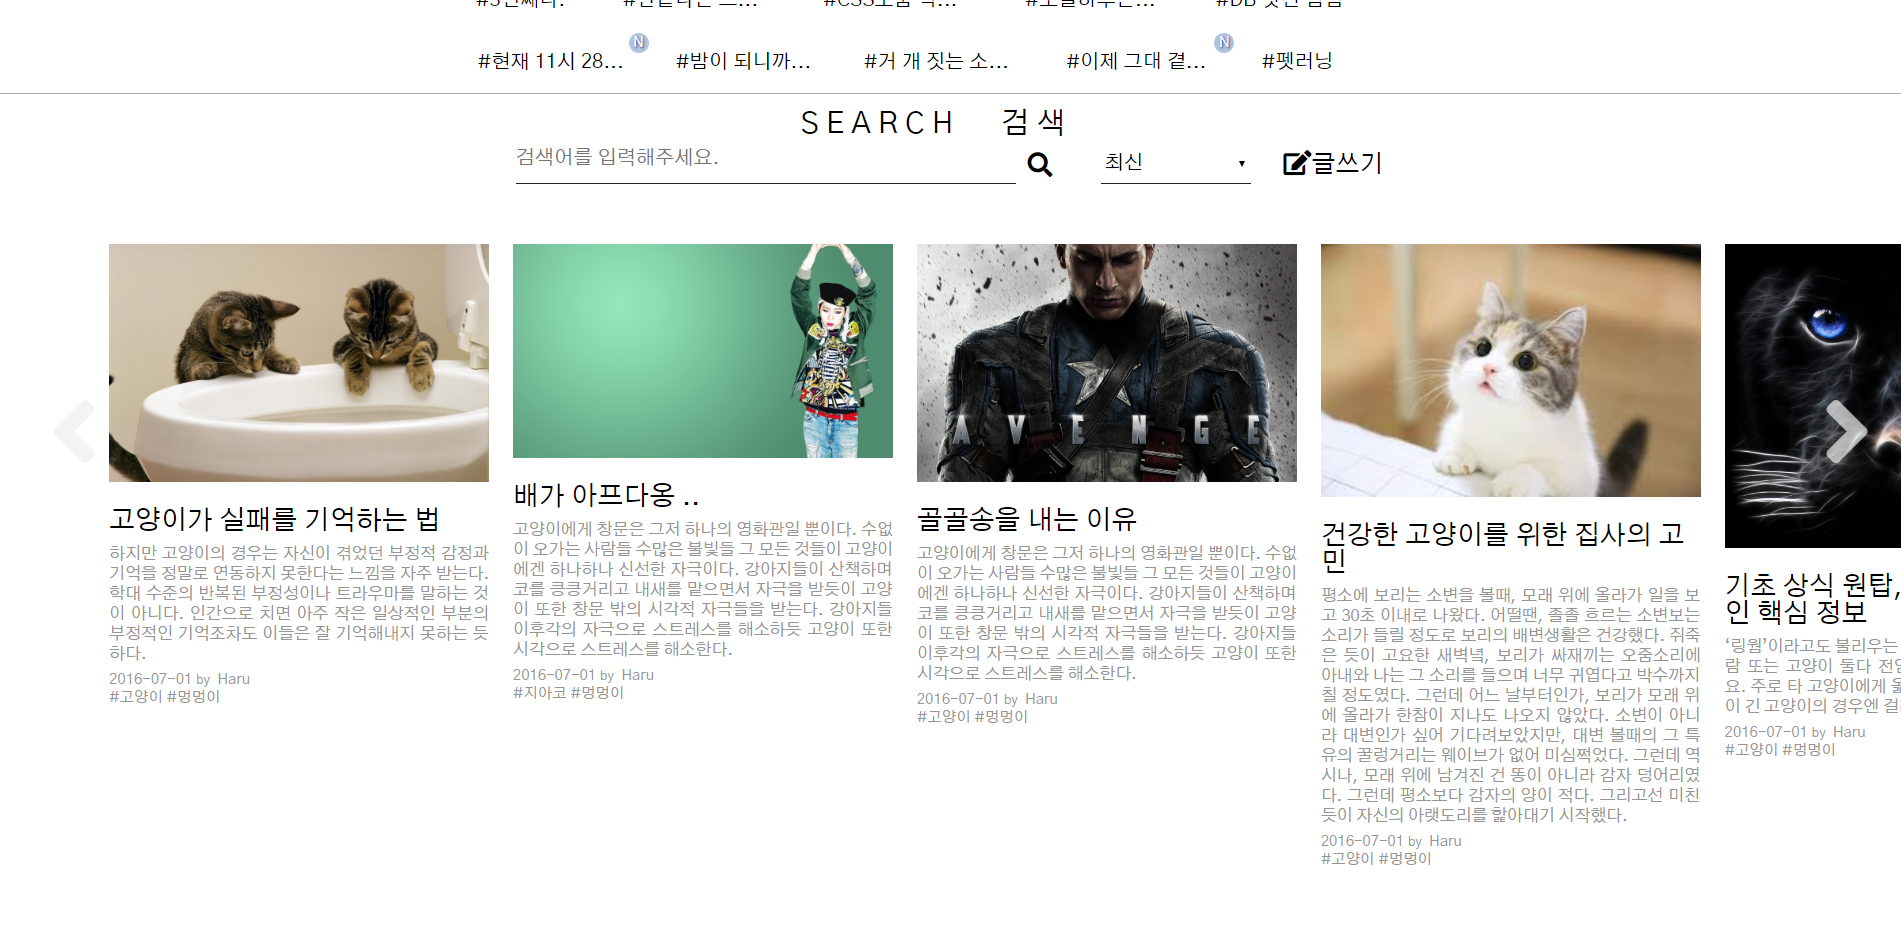 #현재 11시 28...
N
#밤이 되니까...
#거 개 짓는 소...
#이제 그대 곁...
N
#펫러닝
SEARCH 검색
검색어를 입력해주세요.
최신
글쓰기
고양이가 실패를 기억하는 법
하지만 고양이의 경우는 자신이 겪었던 부정적 감정과
기억을 정말로 연동하지 못한다는 느낌을 자주 받는다.
학대 수준의 반복된 부정성이나 트라우마를 말하는 것
이 아니다. 인간으로 치면 아주 작은 일상적인 부분의
부정적인 기억조차도 이들은 잘 기억해내지 못하는 듯
하다.
2016-07-01 by Haru
#고양이 #멍멍이
배가 아프다옹 ..
고양이에게 창문은 그저 하나의 영화관일 뿐이다. 수없
이 오가는 사람들 수많은 불빛들 그 모든 것들이 고양이
에겐 하나하나 신선한 자극이다. 강아지들이 산책하며
코를 킁킁거리고 내새를 맡으면서 자극을 받듯이 고양
이 또한 창문 밖의 시각적 자극들을 받는다. 강아지들
이후각의 자극으로 스트레스를 해소하듯 고양이 또한
시각으로 스트레스를 해소한다.
2016-07-01 by Haru
#지아코 #멍멍이
AVENGE
골골송을 내는 이유
고양이에게 창문은 그저 하나의 영화관일 뿐이다. 수없
이 오가는 사람들 수많은 불빛들 그 모든 것들이 고양이
에겐 하나하나 신선한 자극이다. 강아지들이 산책하며
코를 킁킁거리고 내새를 맡으면서 자극을 받듯이 고양
이 또한 창문 밖의 시각적 자극들을 받는다. 강아지들
이후각의 자극으로 스트레스를 해소하듯 고양이 또한
시각으로 스트레스를 해소한다.
2016-07-01 by Haru
#고양이 #멍멍이
건강한 고양이를 위한 집사의 고
민
평소에 보리는 소변을 볼때, 모래 위에 올라가 일을 보
고 30초 이내로 나왔다. 어떨땐, 졸졸 흐르는 소변보는
소리가 들릴 정도로 보리의 배변생활은 건강했다. 쥐죽
은 듯이 고요한 새벽녘, 보리가 싸재끼는 오줌소리에
아내와 나는 그 소리를 들으며 너무 귀엽다고 박수까지
칠 정도였다. 그런데 어느 날부터인가, 보리가 모래 위
에 올라가 한참이 지나도 나오지 않았다. 소변이 아니
라 대변인가 싶어 기다려보았지만, 대변 볼때의 그 특
유의 꿀렁거리는 웨이브가 없어 미심쩍었다. 그런데 역
시나, 모래 위에 남겨진 건 똥이 아니라 감자 덩어리였
다. 그런데 평소보다 감자의 양이 적다. 그리고선 미친
듯이 자신의 아랫도리를 핥아대기 시작했다.
2016-07-01 by Haru
#고양이 #멍멍이
기초 상식 원탑,
인 핵심 정보
‘링웜’이라고도 불리우는
람 또는 고양이 둘다 전염
요. 주로 타 고양이에게 옮
이 긴 고양이의 경우엔 걸
2016-07-01 by Haru
#고양이 #멍멍이